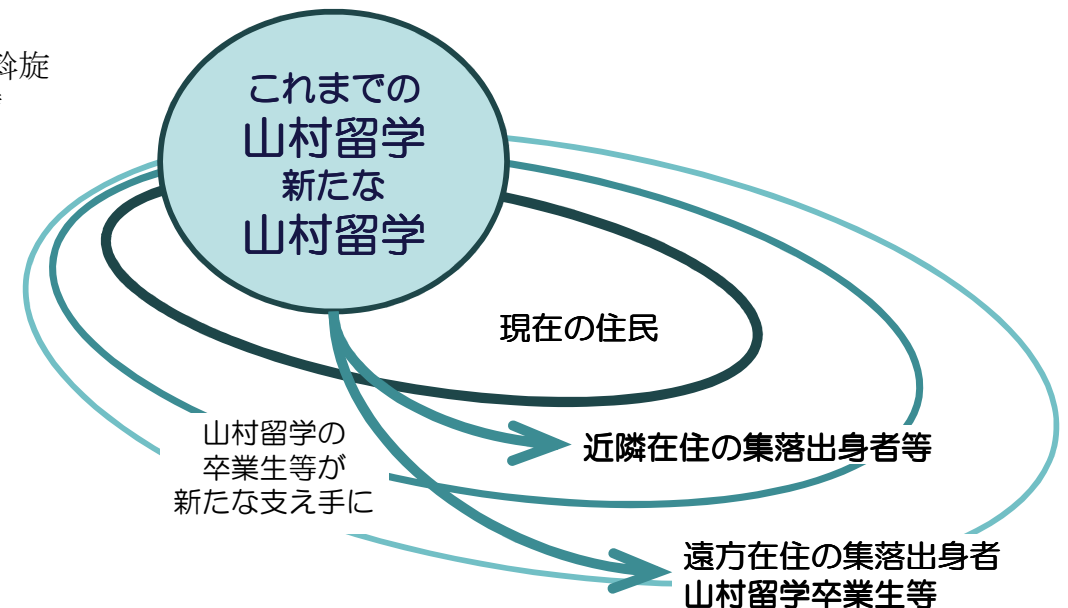 旋
これまでの
山村留学
新たな
山村留学
現在の住民
山村留学の
卒業生等が
新たな支え手に
近隣在住の集落出身者等
遠方在住の集落出身者
山村留学卒業生等